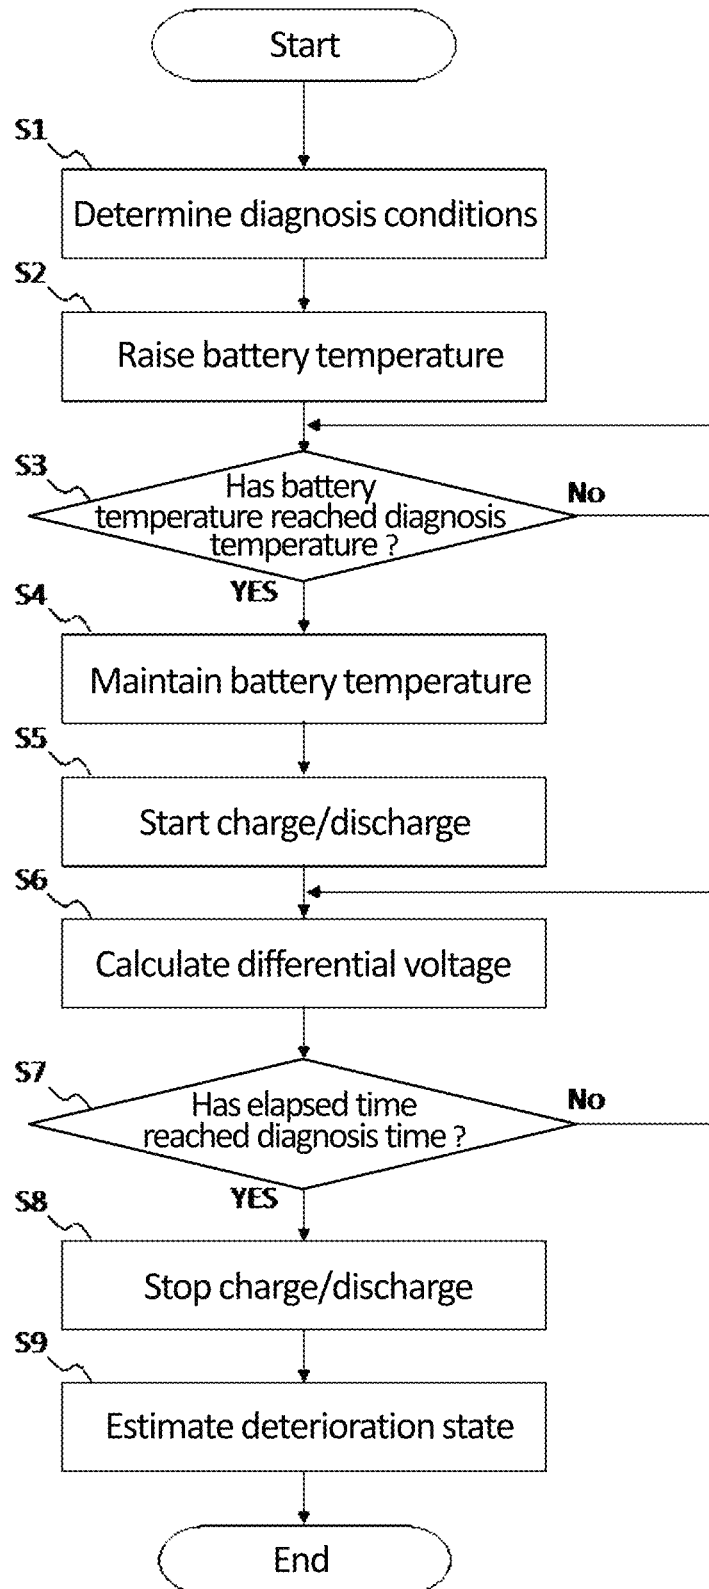 Start
S1
Determine diagnosis conditions
S2
Raise battery temperature
S3
Has battery
temperature reached diagnosis
temperature ?
No
YES
S4
Maintain battery temperature
S5
Start charge/discharge
S6
Calculate differential voltage
S7
Has elapsed time
reached diagnosis time ?
No
YES
S8
Stop charge/discharge
S9
Estimate deterioration state
End